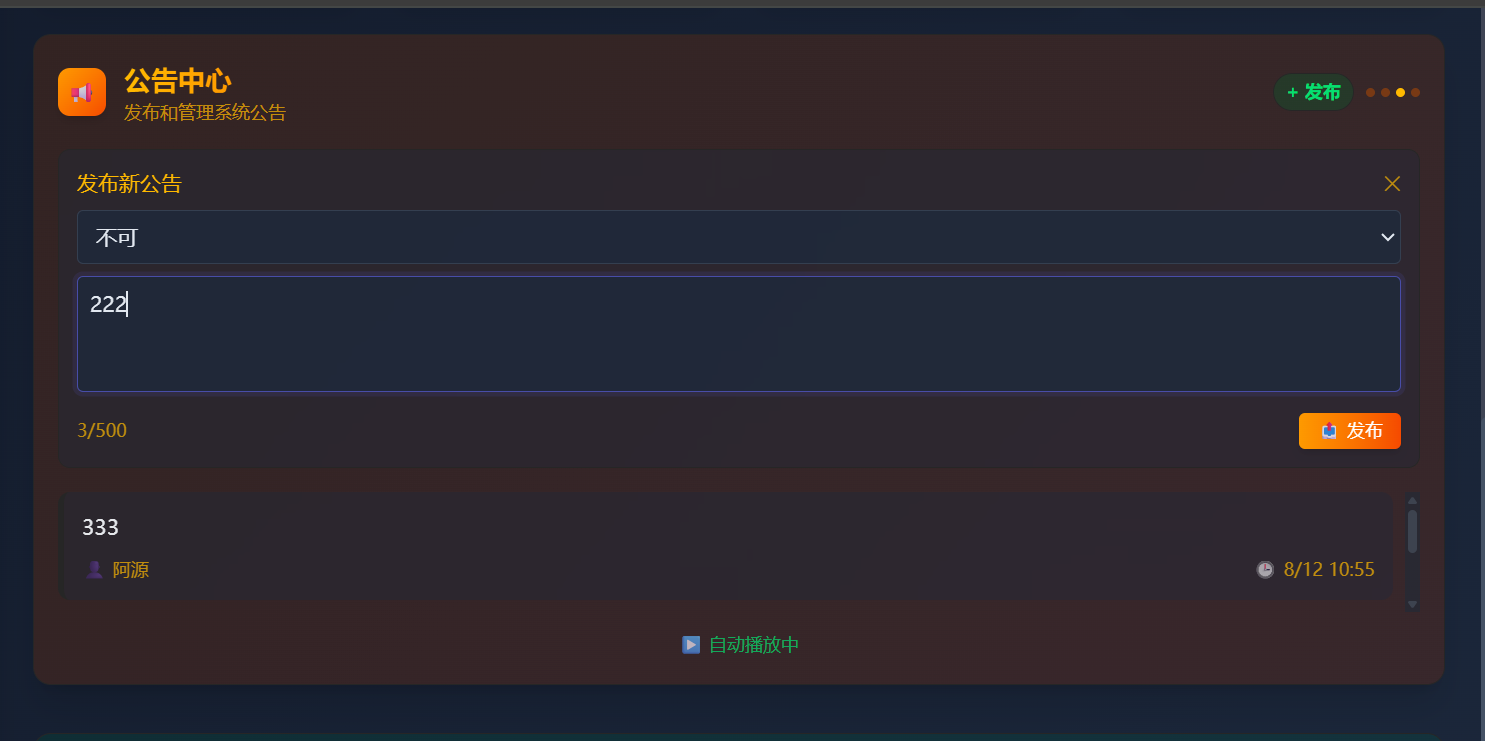 公告中心
发布和管理系统公告
+ 发布
发布新公告
不可
222
3/500
发布
333
阿源
8/12 10:55
自动播放中